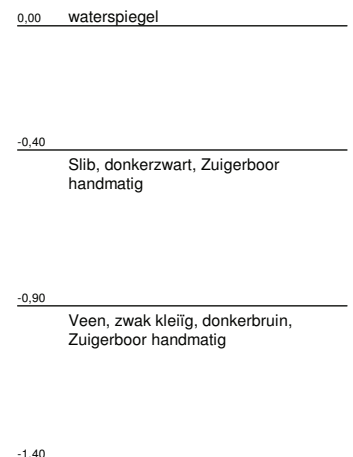 0,00 waterspiegel
-0,40
Slib, donkerzwart, Zuigerboor
handmatig
-0,90
Veen, zwak kleiïg, donkerbruin,
Zuigerboor handmatig
-1,40